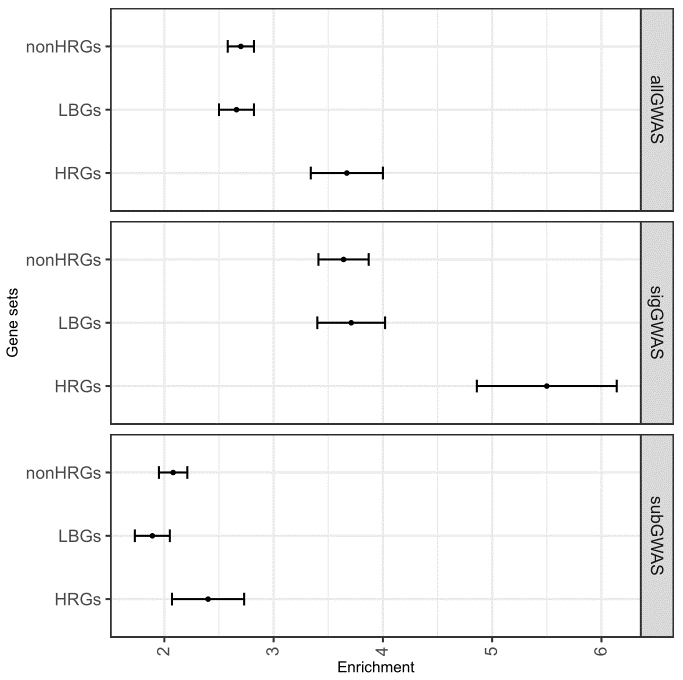 nonHRGs
LBGs
HRGs
allGWAS
nonHRGs
LBGs
HRGs
sigGWAS
nonHRGs
LBGs
HRGs
subGWAS
Gene sets
2 3 4 5 6
Enrichment